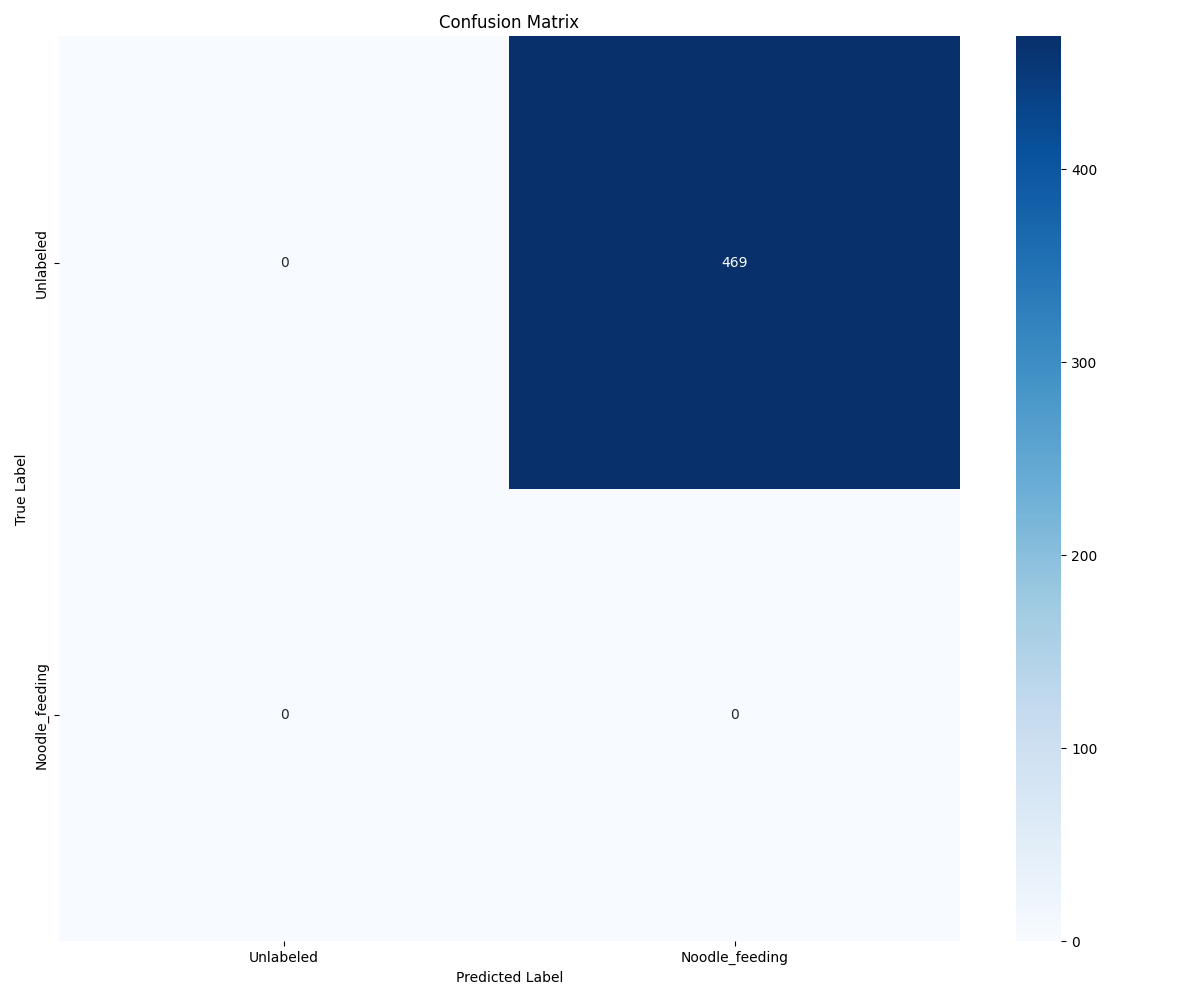 Confusion Matrix
Unlabeled
Noodle_feeding
True Label
0
469
0
0
Unlabeled
Noodle_feeding
Predicted Label
400
300
200
100
0